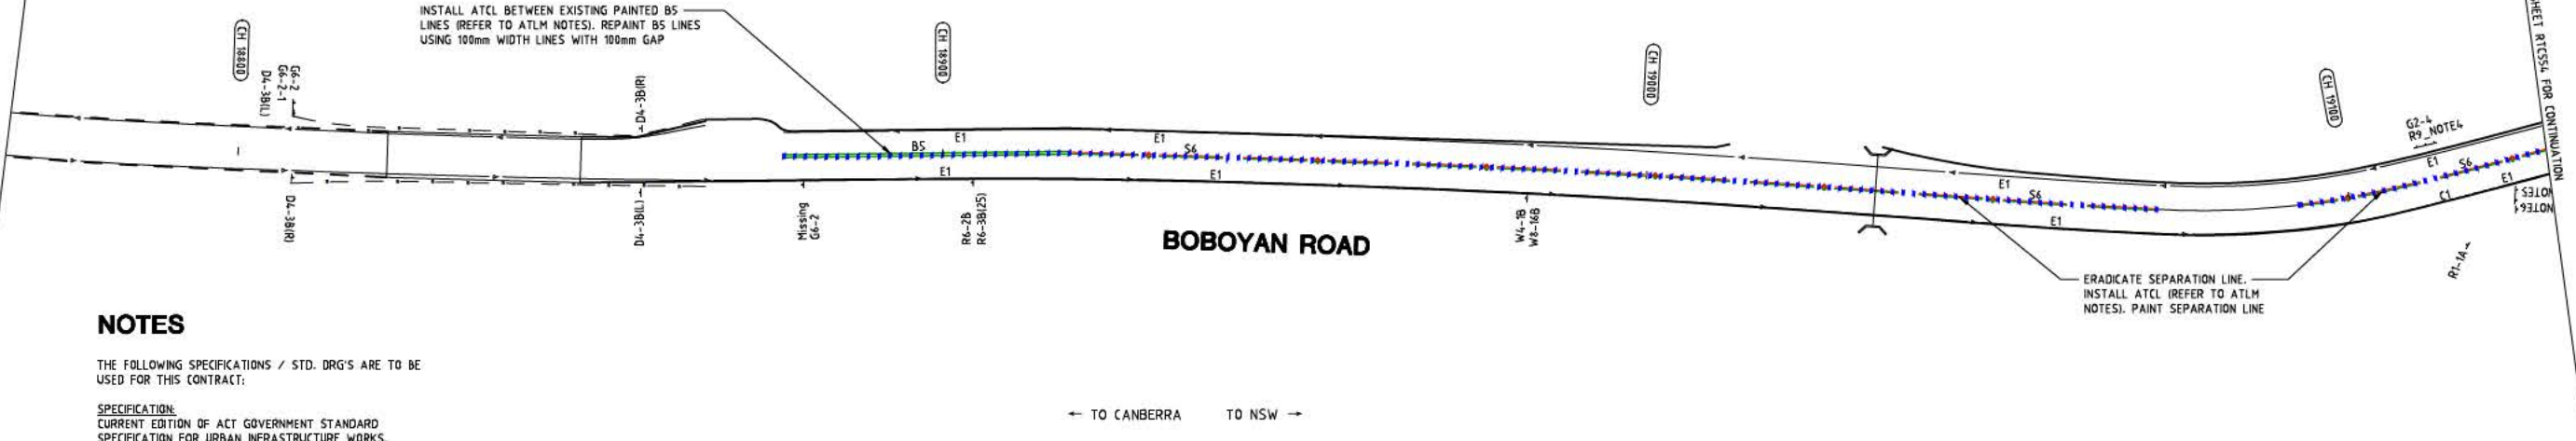 INSTALL ATCL BETWEEN EXISTING PAINTED B5
LINES (REFER TO ATLM NOTES). REPAINT B5 LINES
USING 100mm WIDTH LINES WITH 100mm GAP
CH 18800
CH 18900
CH 19000
CH 19100
G6-2
G6-2-1
D4-3B(L)
D4-3B(R)
G2-4
R9_NOTE4
SHEET RTC554 FOR CONTINUATION
E1
E1
B5
S6
E1
E1
E1
S6
E1
E1
S6
E1
C1
I
D4-3B(R)
D4-3B(L)
Missing
G6-2
R6-2B
R6-3B(25)
W4-1B
W8-16B
R1-1A
NOTES
NOTE6
BOBOYAN ROAD
ERADICATE SEPARATION LINE.
INSTALL ATCL (REFER TO ATLM
NOTES). PAINT SEPARATION LINE
NOTES
THE FOLLOWING SPECIFICATIONS / STD. DRG'S ARE TO BE
USED FOR THIS CONTRACT:
SPECIFICATION:
CURRENT EDITION OF ACT GOVERNMENT STANDARD
SPECIFICATION FOR URBAN INFRASTRUCTURE WORKS.
← TO CANBERRA TO NSW →